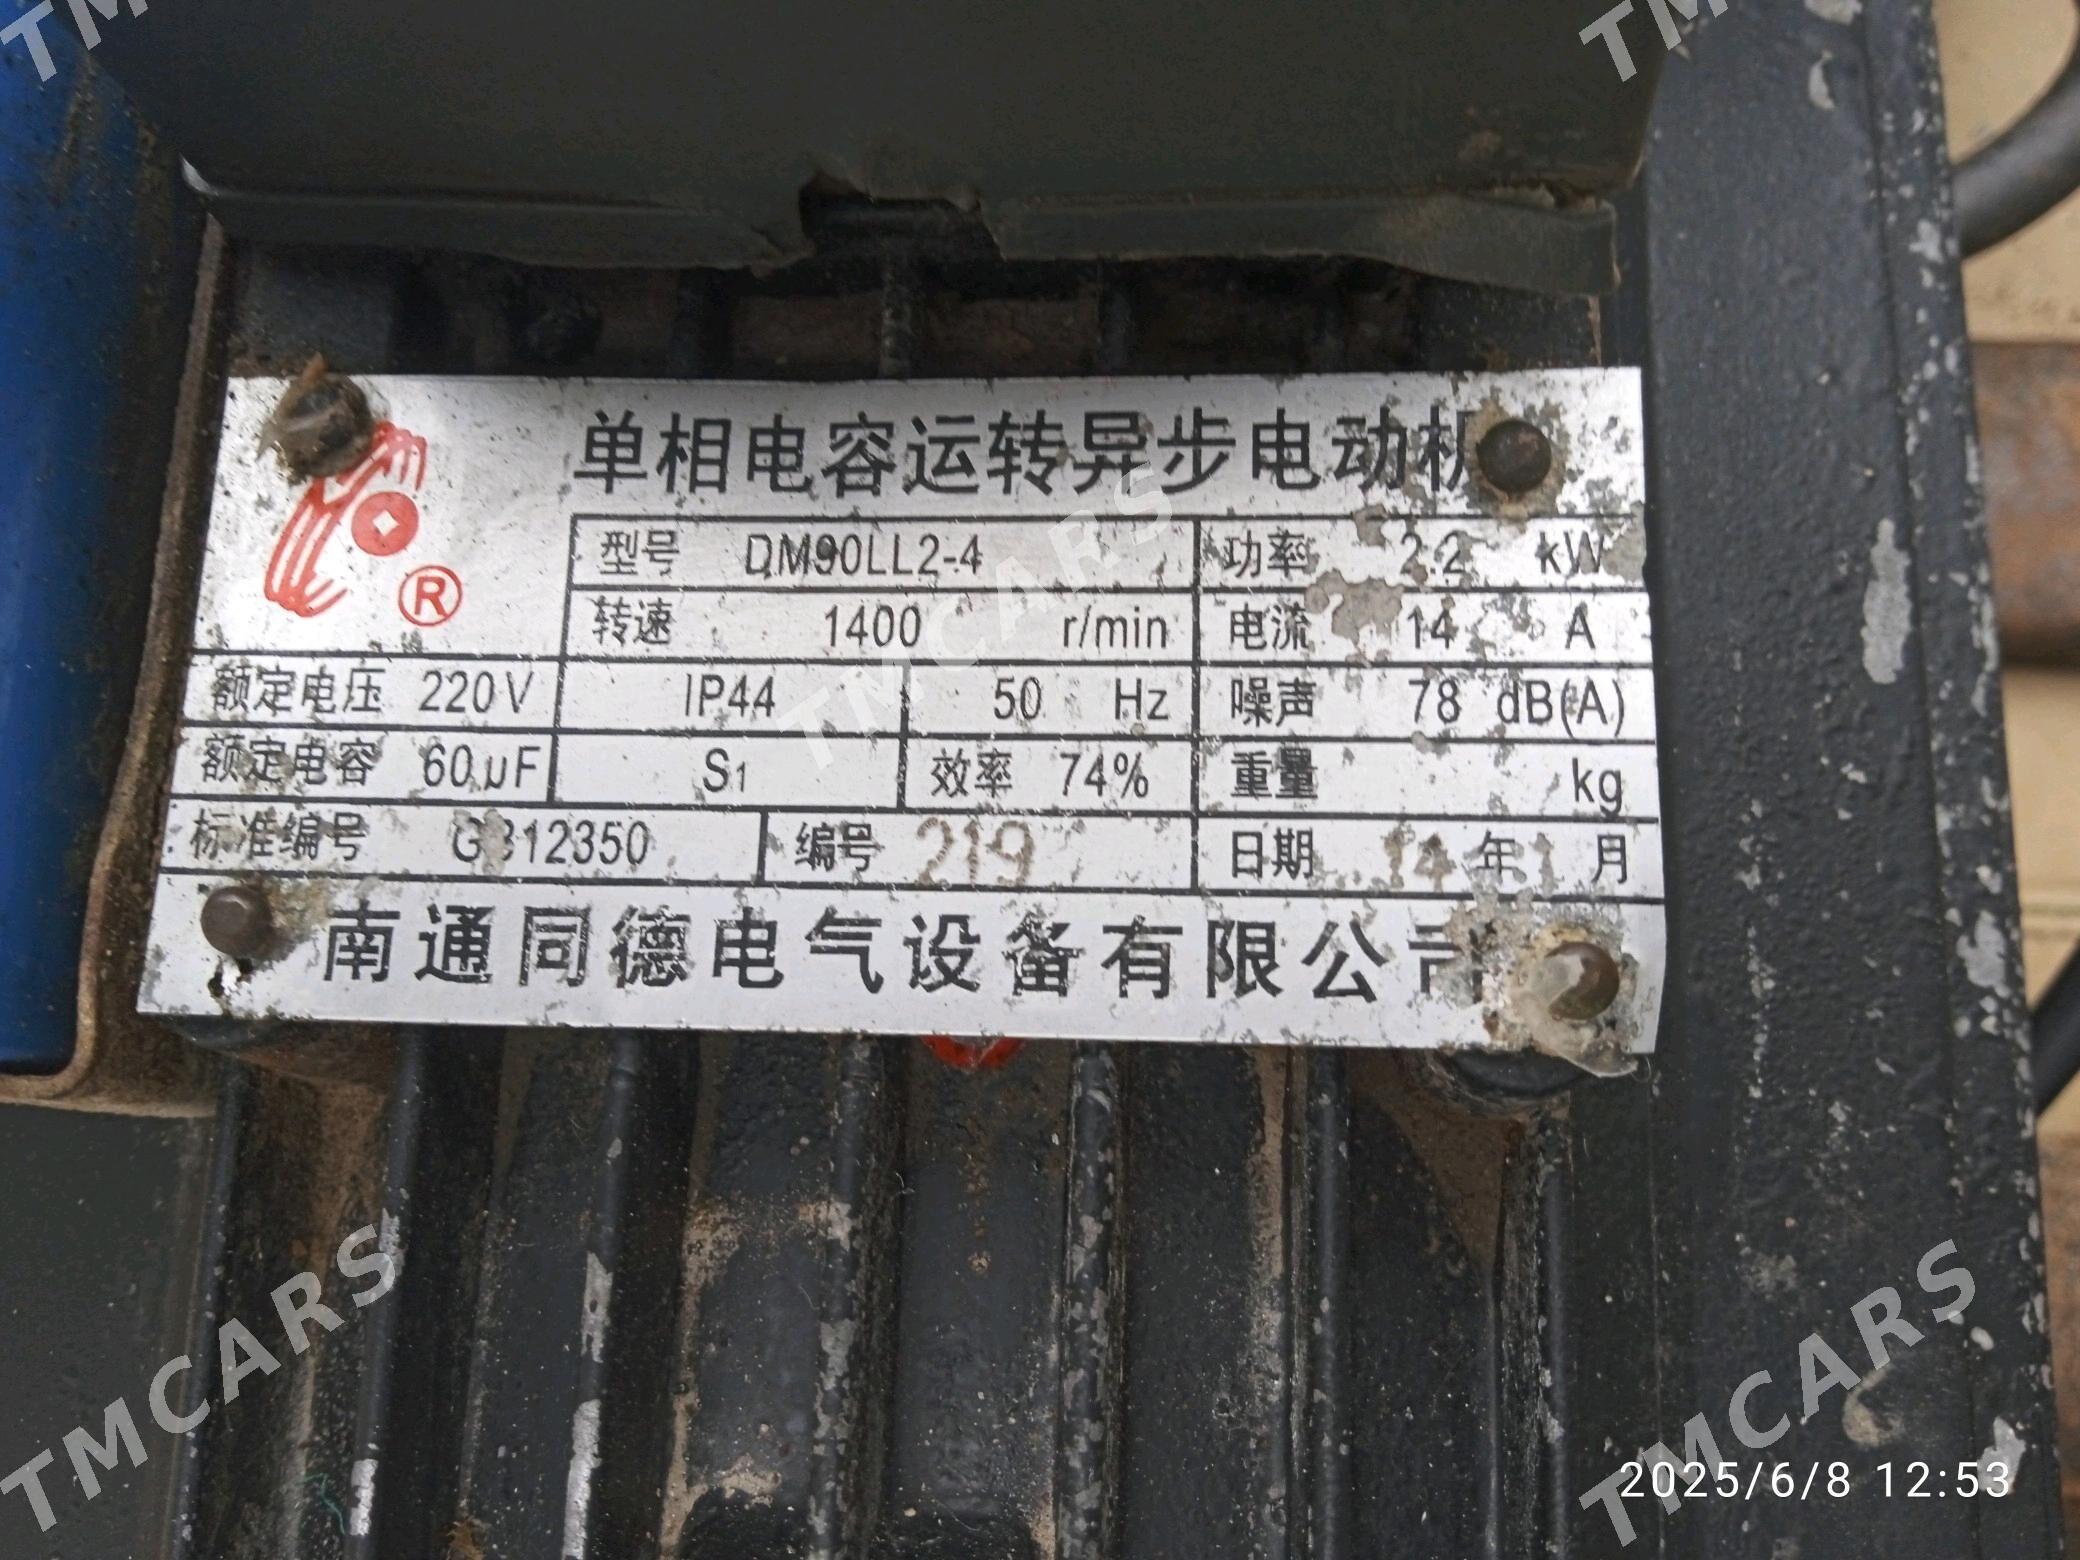 单相电容运转异步电动机
型号 DM90LL2-4 功率 2.2 kW
转速 1400 r/min 电流 14 A
额定电压 220V IP44 50 Hz 噪声 78 dB(A)
额定电容 60μF S1 效率 74% 重量 kg
标准编号 GB12350 编号 219 日期 14 年 1 月
南通同德电气设备有限公司
®
TMCARS
TMCARS
TMCARS
2025/6/8 12:53